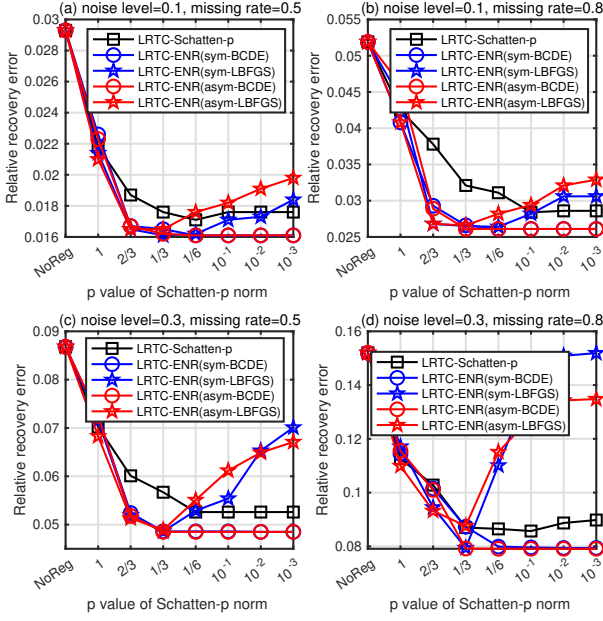 (a) noise level=0.1, missing rate=0.5
Relative recovery error
0.03
0.028
0.026
0.024
0.022
0.02
0.018
0.016
LRTC-Schatten-p
LRTC-ENR(sym-BCDE)
LRTC-ENR(sym-LBFGS)
LRTC-ENR(asym-BCDE)
LRTC-ENR(asym-LBFGS)
NoReg 1 2/3 1/3 1/6 10^-1 10^-2 10^-3
p value of Schatten-p norm
(b) noise level=0.1, missing rate=0.8
Relative recovery error
0.055
0.05
0.045
0.04
0.035
0.03
0.025
LRTC-Schatten-p
LRTC-ENR(sym-BCDE)
LRTC-ENR(sym-LBFGS)
LRTC-ENR(asym-BCDE)
LRTC-ENR(asym-LBFGS)
NoReg 1 2/3 1/3 1/6 10^-1 10^-2 10^-3
p value of Schatten-p norm
(c) noise level=0.3, missing rate=0.5
Relative recovery error
0.09
0.08
0.07
0.06
0.05
LRTC-Schatten-p
LRTC-ENR(sym-BCDE)
LRTC-ENR(sym-LBFGS)
LRTC-ENR(asym-BCDE)
LRTC-ENR(asym-LBFGS)
NoReg 1 2/3 1/3 1/6 10^-1 10^-2 10^-3
p value of Schatten-p norm
(d) noise level=0.3, missing rate=0.8
Relative recovery error
0.16
0.14
0.12
0.1
0.08
LRTC-Schatten-p
LRTC-ENR(sym-BCDE)
LRTC-ENR(sym-LBFGS)
LRTC-ENR(asym-BCDE)
LRTC-ENR(asym-LBFGS)
NoReg 1 2/3 1/3 1/6 10^-1 10^-2 10^-3
p value of Schatten-p norm